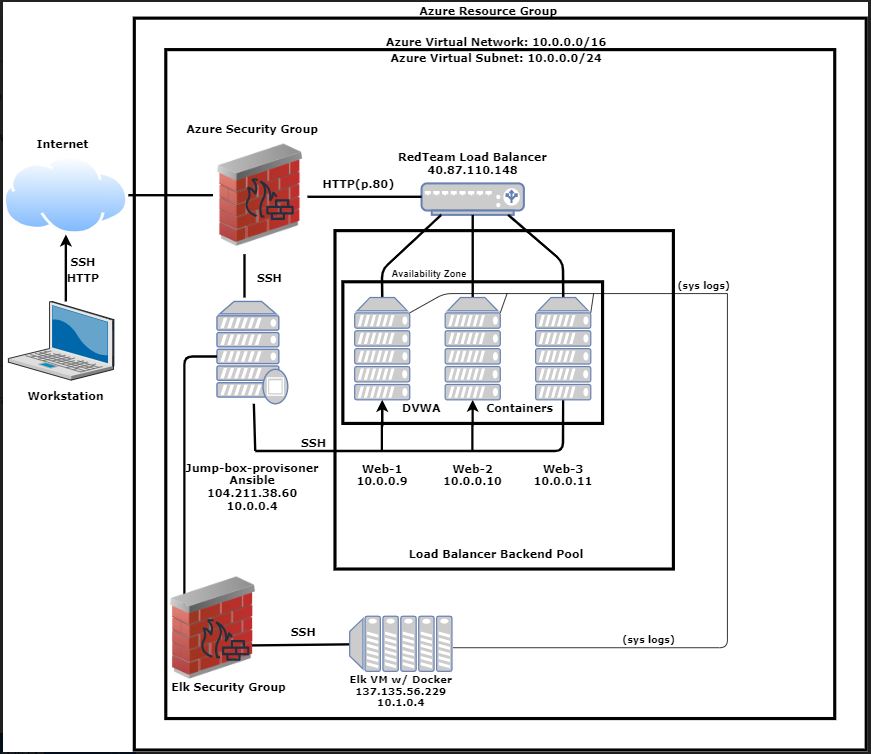 Azure Resource Group
Azure Virtual Network: 10.0.0.0/16
Azure Virtual Subnet: 10.0.0.0/24
Azure Security Group
Internet
RedTeam Load Balancer
40.87.110.148
HTTP(p.80)
SSH
HTTP
SSH
Availability Zone
(sys logs)
Workstation
DVWA
Containers
SSH
Jump-box-provisoner
Ansible
104.211.38.60
10.0.0.4
Web-1
10.0.0.9
Web-2
10.0.0.10
Web-3
10.0.0.11
Load Balancer Backend Pool
SSH
(sys logs)
Elk Security Group
Elk VM w/ Docker
137.135.56.229
10.1.0.4